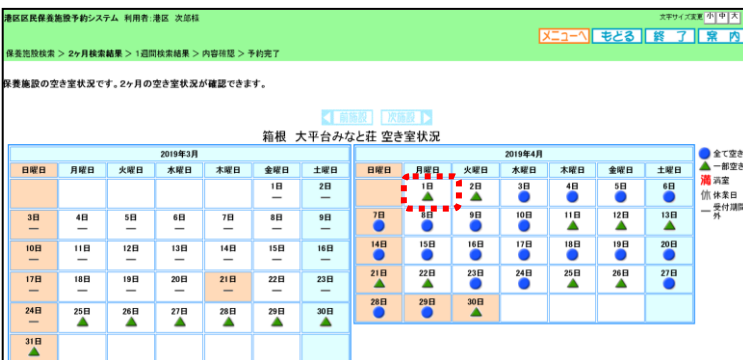 港区区民保養施設予約システム 利用者:港区 次郎様
文字サイズ変更 小 中 大
メニューへ もどる 終 了 案 内
保養施設検索 > 2ヶ月検索結果 > 1週間検索結果 > 内容確認 > 予約完了
保養施設の空き室状況です。2ヶ月の空き室状況が確認できます。
前施設 次施設
箱根 大平台みなと荘 空き室状況
2019年3月
日曜日 月曜日 火曜日 水曜日 木曜日 金曜日 土曜日
1日 2日
— —
3日 4日 5日 6日 7日 8日 9日
— — — — — — —
10日 11日 12日 13日 14日 15日 16日
— — — — — — —
17日 18日 19日 20日 21日 22日 23日
— — — — — — —
24日 25日 26日 27日 28日 29日 30日
— ▲ ▲ ▲ ▲ ▲ ▲
31日
▲
2019年4月
日曜日 月曜日 火曜日 水曜日 木曜日 金曜日 土曜日
1日 2日 3日 4日 5日 6日
▲ ▲ ● ● ● ●
7日 8日 9日 10日 11日 12日 13日
● ● ● ● ▲ ▲ ▲
14日 15日 16日 17日 18日 19日 20日
● ● ● ● ● ● ●
21日 22日 23日 24日 25日 26日 27日
▲ ▲ ● ● ▲ ▲ ●
28日 29日 30日
● ● ▲
● 全て空き
▲ 一部空き
満 満室
休 休業日
— 受付期間
外